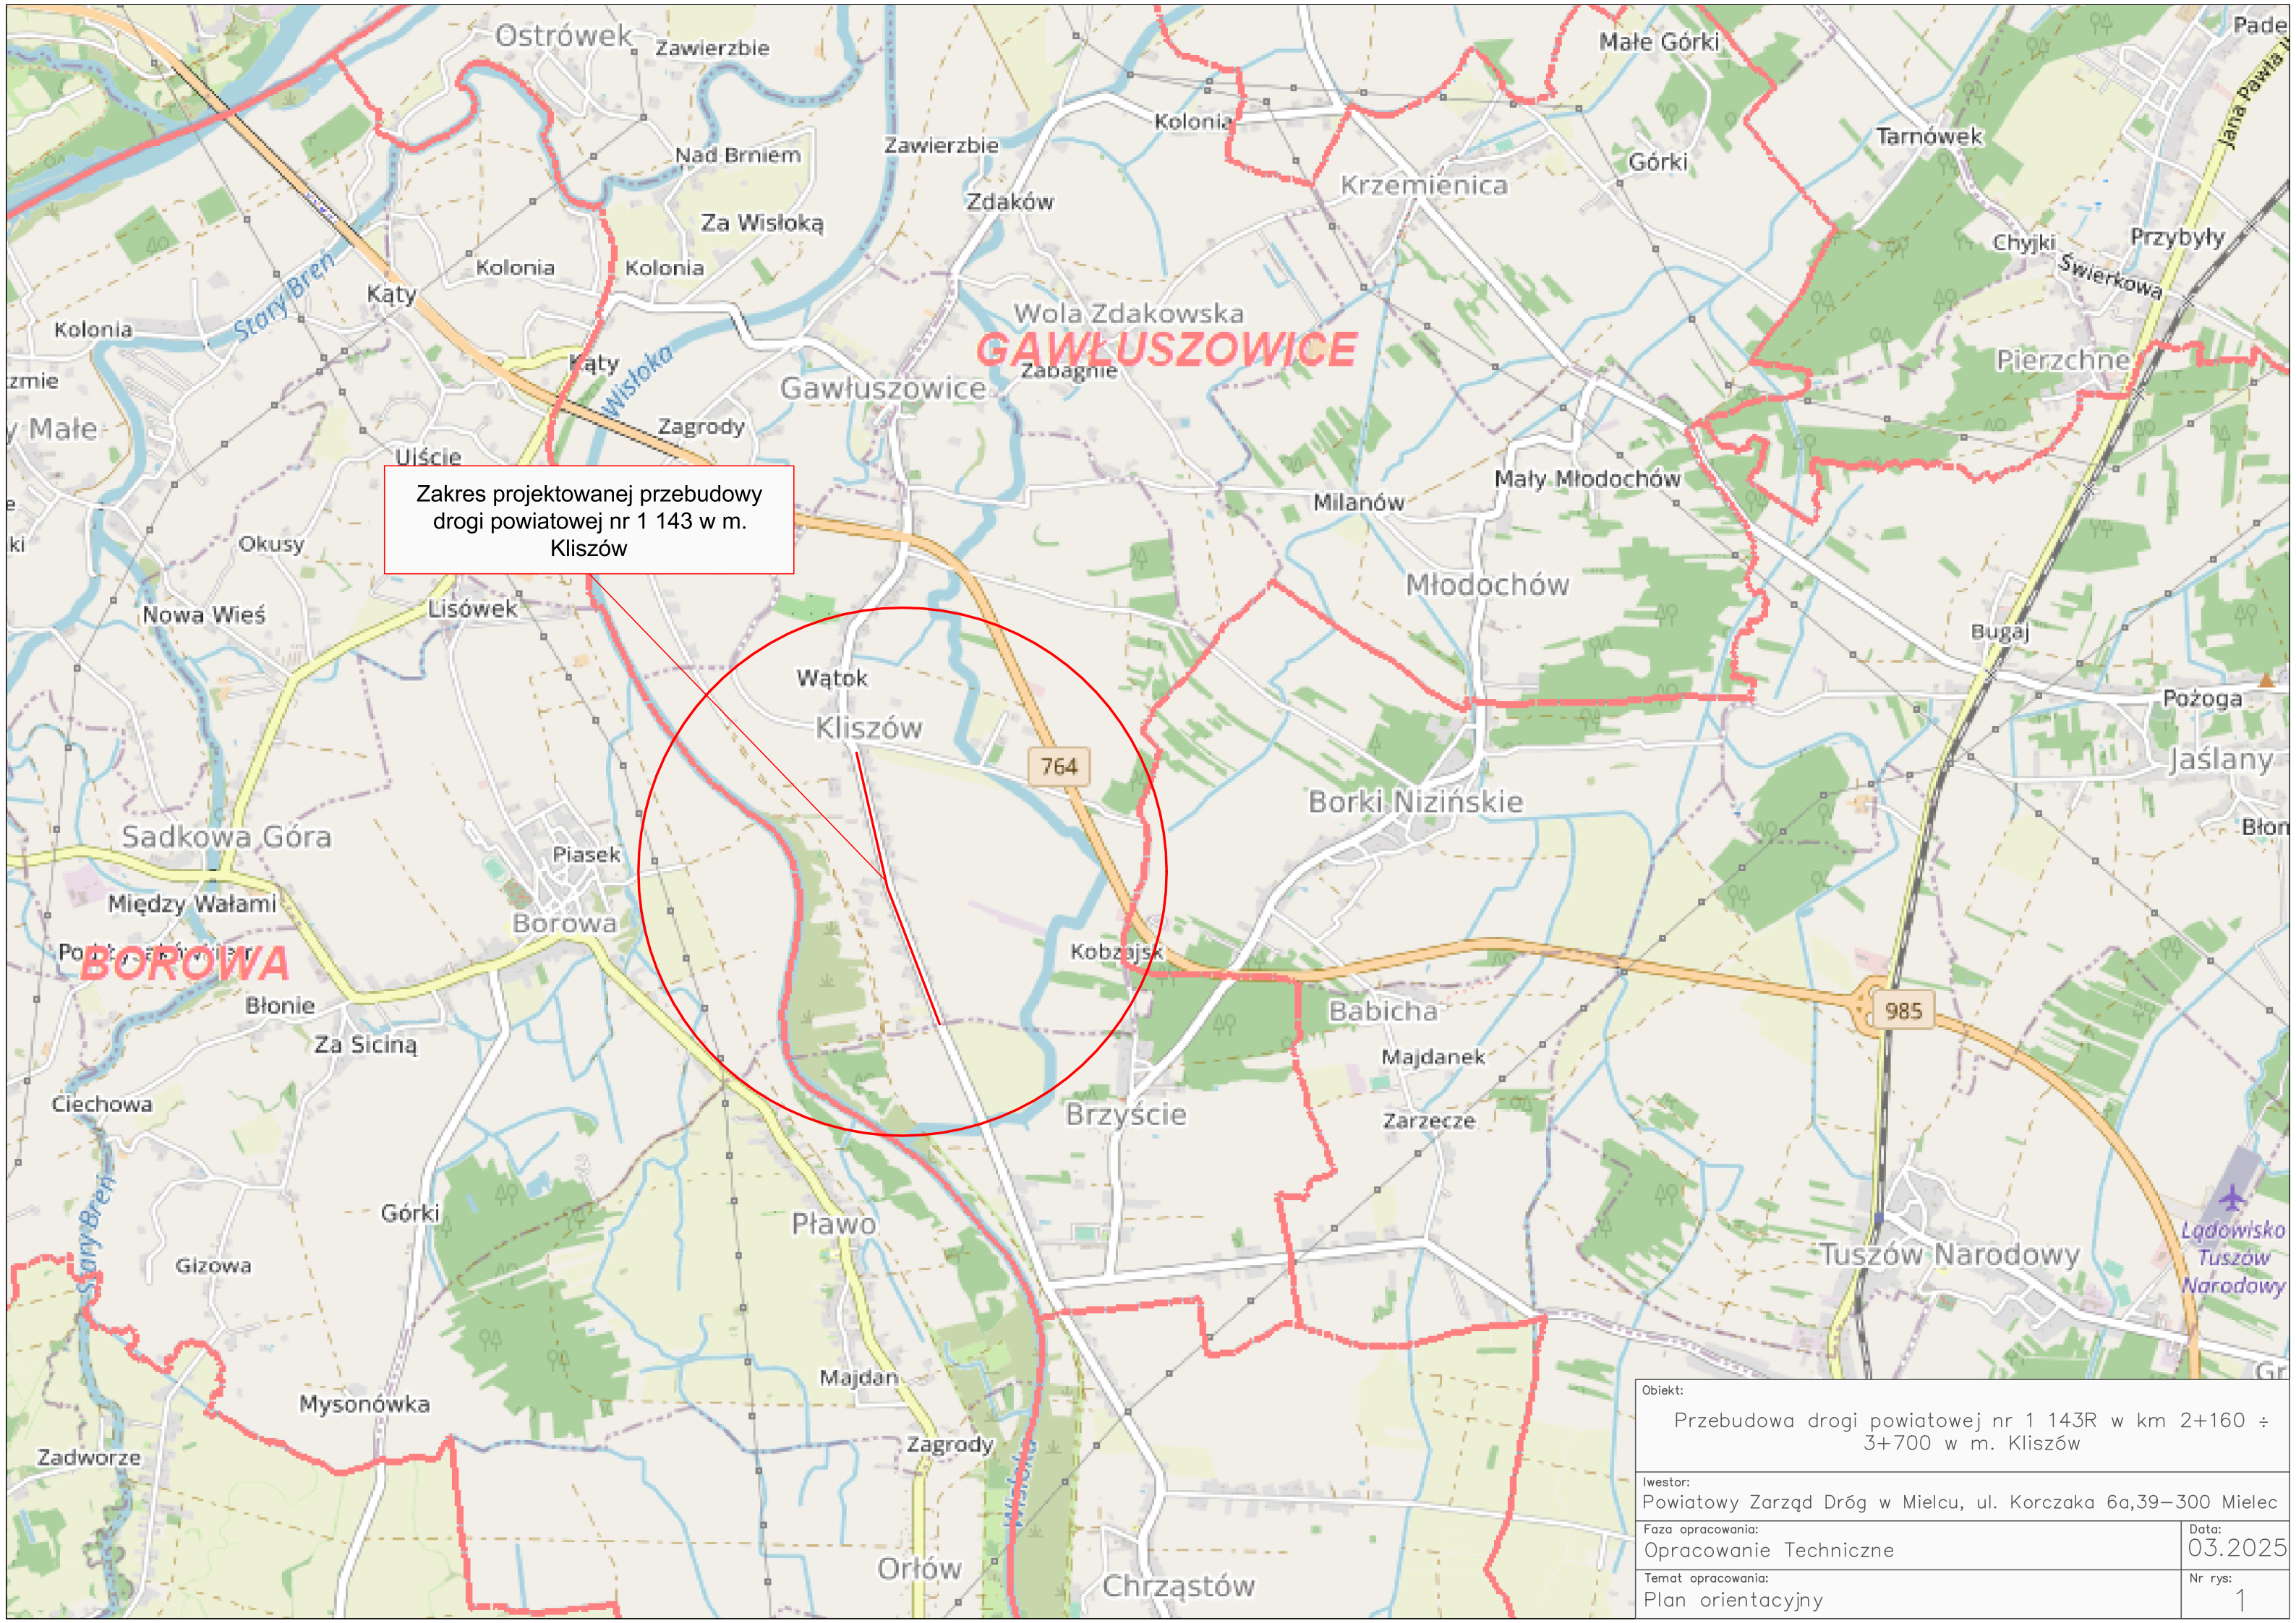 Ostrówek
Zawierzbie
Małe Górki
Pade
Jana Pawła
Kolonia
Tarnówek
Zawierzbie
Nad Brniem
Górki
Krzemienica
Zdaków
Za Wisłoką
Chyjki
Przybyły
Świerkowa
Kolonia
Kolonia
Stary Breń
Kąty
Kolonia
Wola Zdakowska
GAWŁUSZOWICE
Zabagnie
Pierzchne
Kąty
Wisłoka
zmie
Gawłuszowice
y Małe
Zagrody
Ujście
Mały Młodochów
Milanów
Zakres projektowanej przebudowy
drogi powiatowej nr 1 143 w m.
Kliszów
e
ki
Okusy
Młodochów
Nowa Wieś
Lisówek
Bugaj
Wątok
Pożoga
Kliszów
764
Jaślany
Borki Nizińskie
Błon
Sadkowa Góra
Piasek
Między Wałami
Borowa
BOROWA
Kobzajsk
Błonie
Babicha
985
Za Siciną
Majdanek
Ciechowa
Brzyście
Zarzecze
Stary Breń
Górki
Pławo
Lądowisko
Tuszów
Narodowy
Tuszów Narodowy
Gizowa
Majdan
Gr
Mysonówka
Zagrody
Zadworze
Wisłoka
Orłów
Chrząstów
Obiekt:
Przebudowa drogi powiatowej nr 1 143R w km 2+160 ÷
3+700 w m. Kliszów
Iwestor:
Powiatowy Zarząd Dróg w Mielcu, ul. Korczaka 6a,39-300 Mielec
Faza opracowania:
Opracowanie Techniczne
Data:
03.2025
Temat opracowania:
Plan orientacyjny
Nr rys:
1